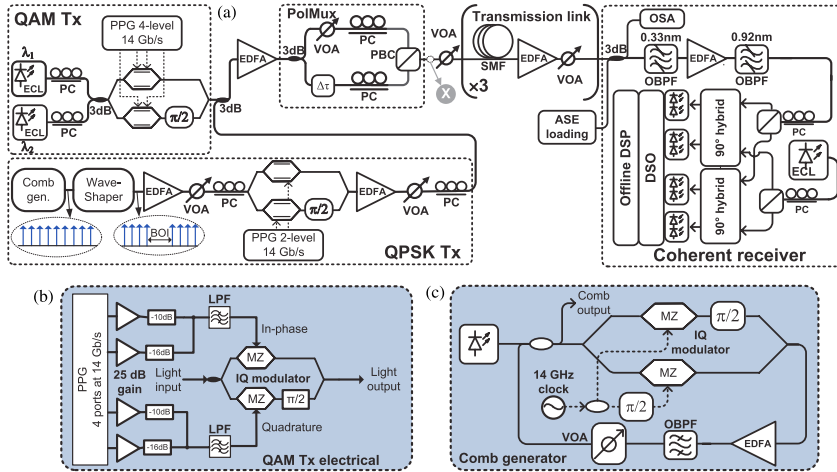 QAM Tx
(a)
PPG 4-level
14 Gb/s
λ1
ECL
PC
λ2
ECL
PC
3dB
π/2
3dB
EDFA
PolMux
3dB
VOA
PC
Δτ
PC
PBC
X
VOA
Transmission link
×3
SMF
EDFA
VOA
3dB
OSA
0.33nm
OBPF
EDFA
0.92nm
OBPF
ASE
loading
Offline DSP
DSO
90° hybrid
90° hybrid
PC
ECL
PC
Coherent receiver
Comb
gen.
Wave-
Shaper
EDFA
VOA
PC
π/2
EDFA
VOA
PC
BOI
PPG 2-level
14 Gb/s
QPSK Tx
(b)
PPG
4 ports at 14 Gb/s
-10dB
-16dB
LPF
In-phase
25 dB
gain
Light
input
MZ
IQ modulator
MZ
π/2
Light
output
-10dB
-16dB
LPF
Quadrature
QAM Tx electrical
(c)
Comb
output
MZ
π/2
IQ
modulator
14 GHz
clock
π/2
MZ
VOA
OBPF
EDFA
Comb generator